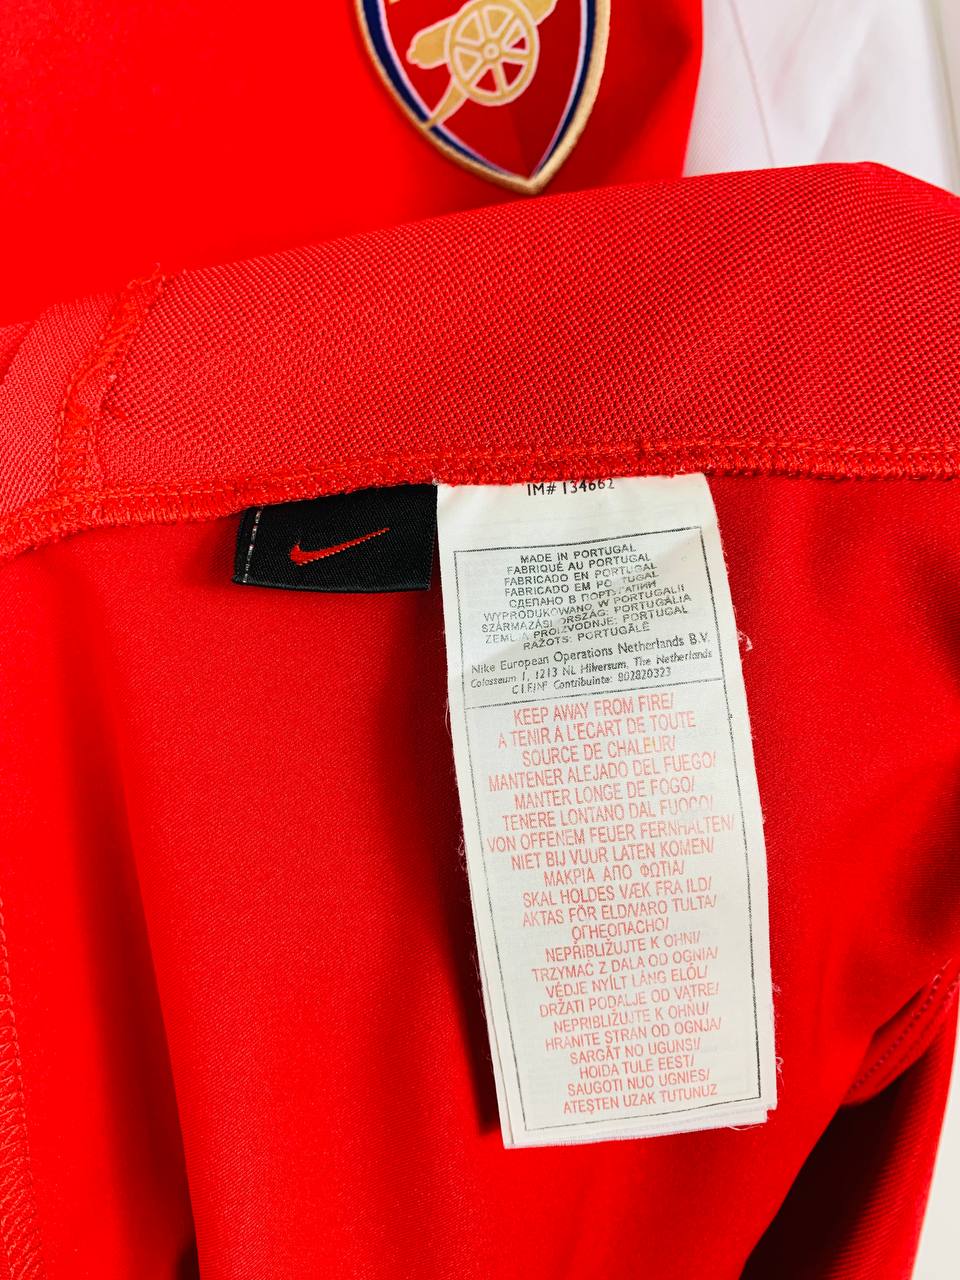 IM# 134662
MADE IN PORTUGAL
FABRIQUÉ AU PORTUGAL
FABRICADO EN PORTUGAL
FABRICADO EM PORTUGAL
СДЕЛАНО В ПОРТУГАЛИИ
WYPRODUKOWANO W PORTUGALII
SZÁRMAZÁSI ORSZÁG: PORTUGÁLIA
ZEMLJA PROIZVODNJE: PORTUGAL
RAŽOTS: PORTUGĀLĒ
Nike European Operations Netherlands B.V.
Colosseum 1, 1213 NL Hilversum, The Netherlands
C.I.F/Nº Contribuinte: 802820323
KEEP AWAY FROM FIRE/
A TENIR A L'ECART DE TOUTE
SOURCE DE CHALEUR/
MANTENER ALEJADO DEL FUEGO/
MANTER LONGE DE FOGO/
TENERE LONTANO DAL FUOCO/
VON OFFENEM FEUER FERNHALTEN/
NIET BIJ VUUR LATEN KOMEN/
ΜΑΚΡΙΑ ΑΠΟ ΦΩΤΙΑ/
SKAL HOLDES VÆK FRA ILD/
AKTAS FÖR ELD/VARO TULTA/
ОГНЕОПАСНО/
NEPŘIBLIŽUJTE K OHNI/
TRZYMAĆ Z DALA OD OGNIA/
VÉDJE NYÍLT LÁNG ELŐL/
DRŽATI PODALJE OD VATRE/
NEPRIBLIŽUJTE K OHŇU/
HRANITE STRAN OD OGNJA/
SARGĀT NO UGUNS!/
HOIDA TULE EEST/
SAUGOTI NUO UGNIES/
ATEŞTEN UZAK TUTUNUZ